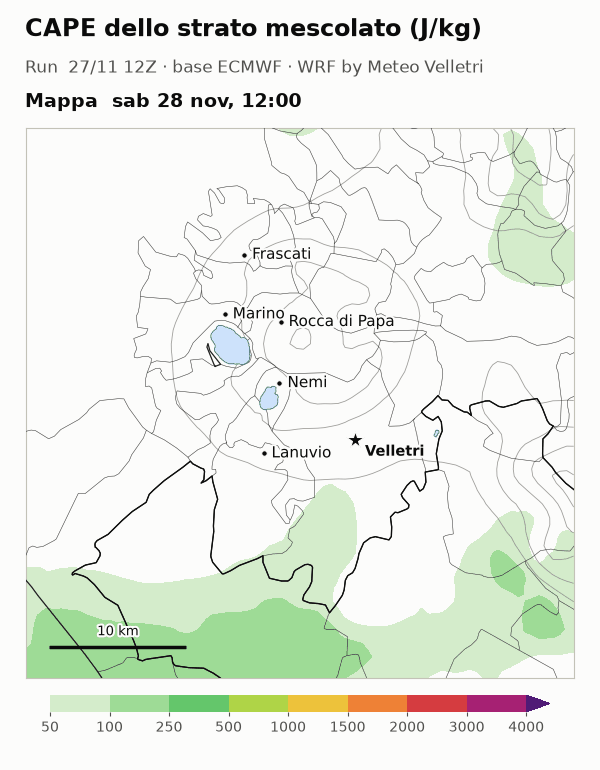 CAPE dello strato mescolato (J/kg)
Run  27/11 12Z · base ECMWF · WRF by Meteo Velletri
Mappa  sab 28 nov, 12:00
Frascati
Marino
Rocca di Papa
Nemi
Velletri
Lanuvio
10 km
50 100 250 500 1000 1500 2000 3000 4000